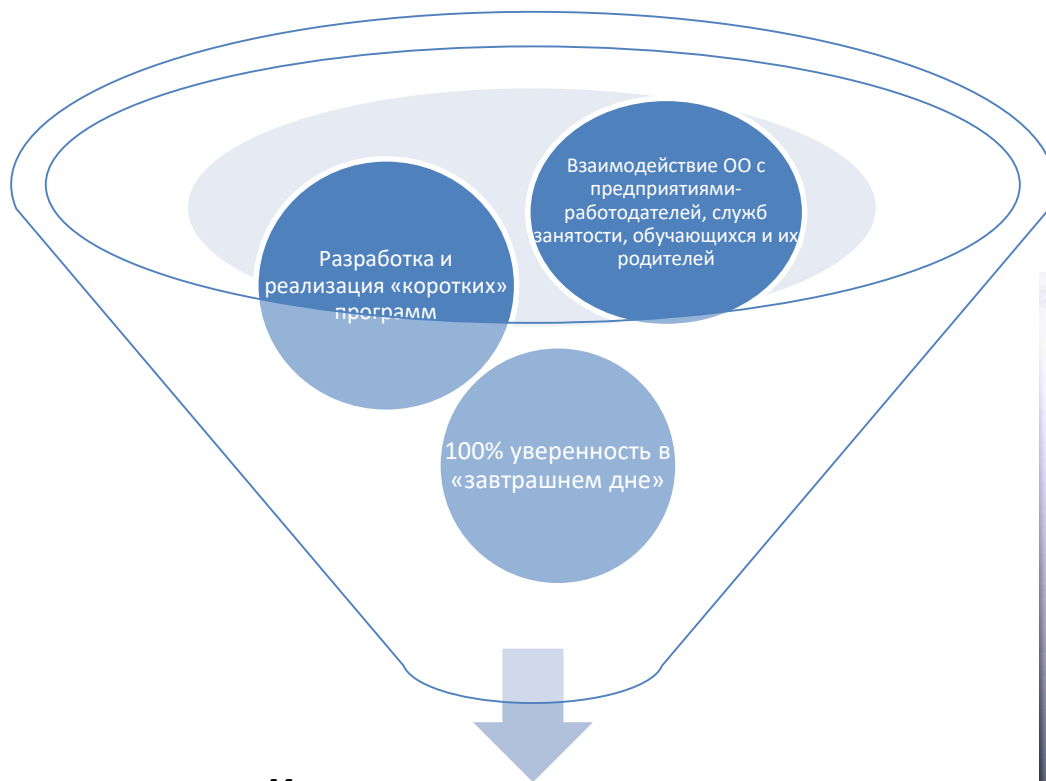 Взаимодействие ОО с
предприятиями-
работодателей, служб
занятости, обучающихся и их
родителей
Разработка и
реализация «коротких»
программ
100% уверенность в
«завтрашнем дне»